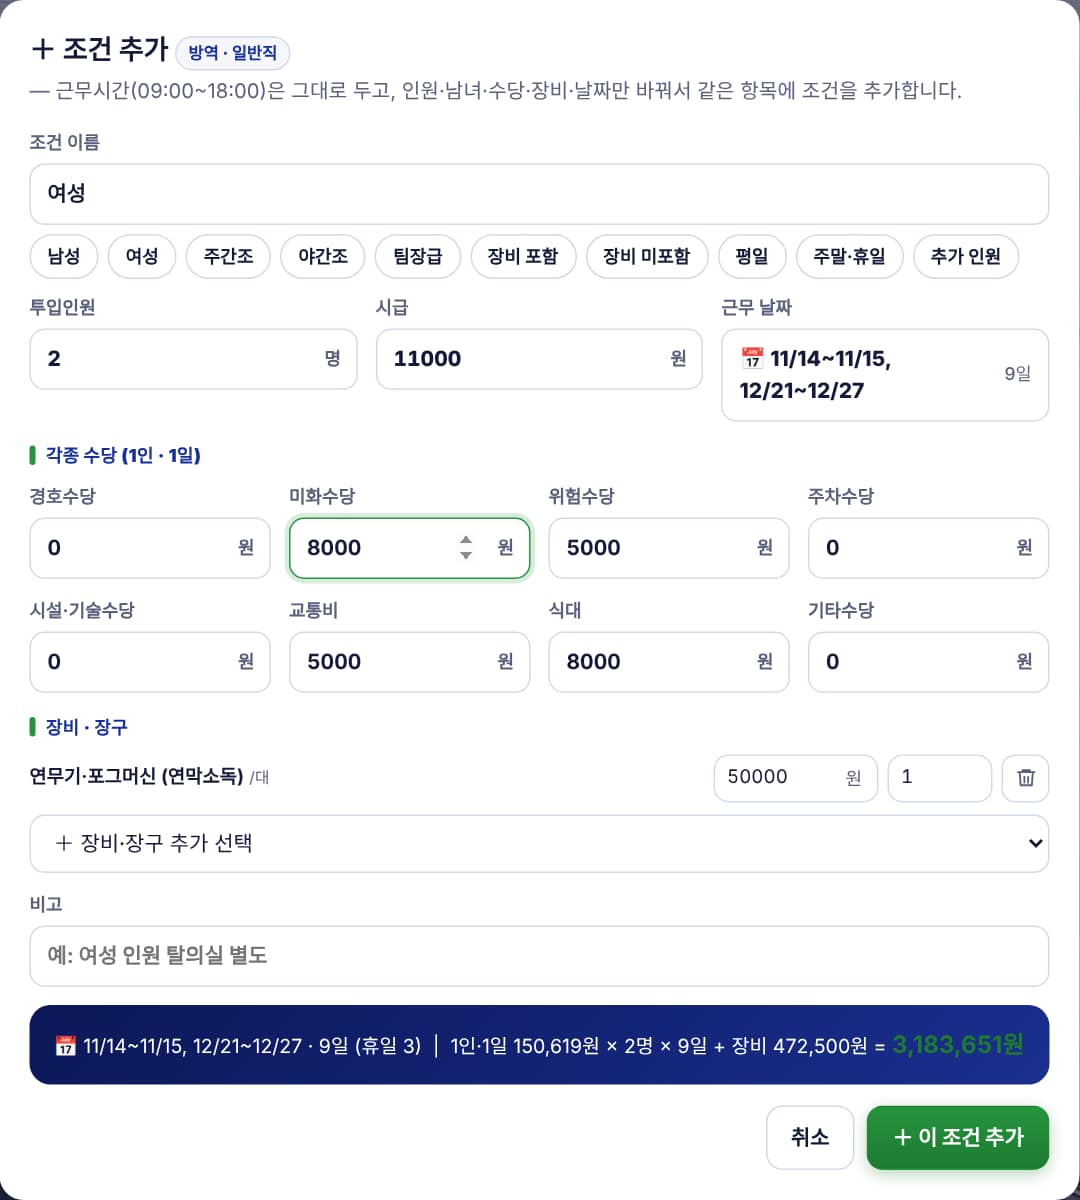 + 조건 추가 방역 · 일반직
— 근무시간(09:00~18:00)은 그대로 두고, 인원·남녀·수당·장비·날짜만 바꿔서 같은 항목에 조건을 추가합니다.
조건 이름
여성
남성 여성 주간조 야간조 팀장급 장비 포함 장비 미포함 평일 주말·휴일 추가 인원
투입인원 시급 근무 날짜
2 명 11000 원 📅 11/14~11/15,
12/21~12/27 9일
각종 수당 (1인 · 1일)
경호수당 미화수당 위험수당 주차수당
0 원 8000 원 5000 원 0 원
시설·기술수당 교통비 식대 기타수당
0 원 5000 원 8000 원 0 원
장비 · 장구
연무기·포그머신 (연막소독) /대 50000 원 1
+ 장비·장구 추가 선택
비고
예: 여성 인원 탈의실 별도
📅 11/14~11/15, 12/21~12/27 · 9일 (휴일 3) | 1인·1일 150,619원 × 2명 × 9일 + 장비 472,500원 = 3,183,651원
취소 + 이 조건 추가